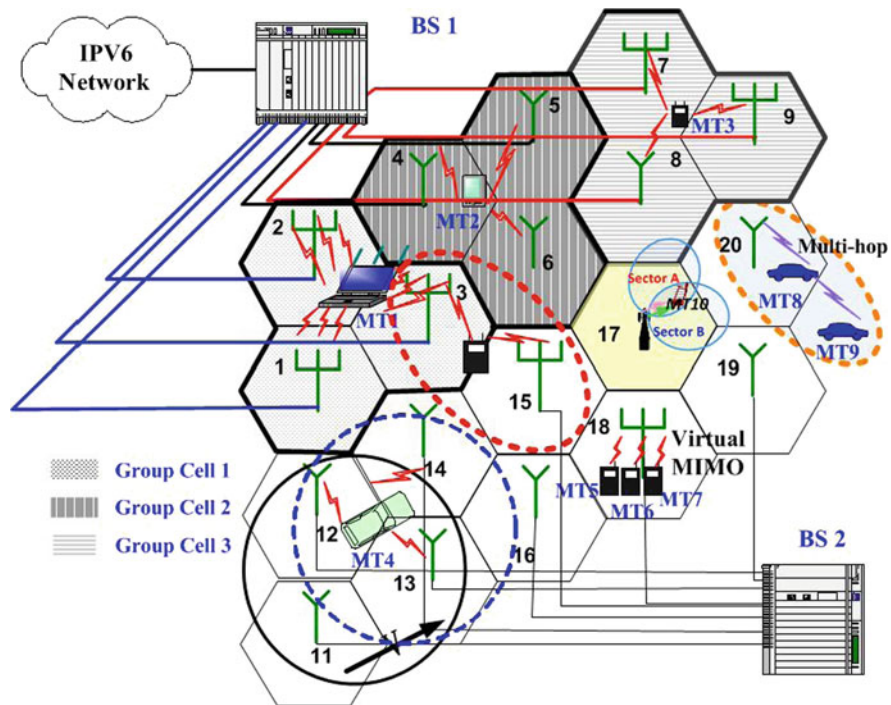 BS 1
IPV6
Network
7
9
5
MT3
8
4
MT2
2
6
20
Multi-hop
Sector A
MT10
MT8
MT1
3
17
Sector B
MT9
1
19
15
18
Virtual
MIMO
Group Cell 1
14
MT5
MT7
Group Cell 2
12
MT6
16
BS 2
Group Cell 3
MT4
13
11
V